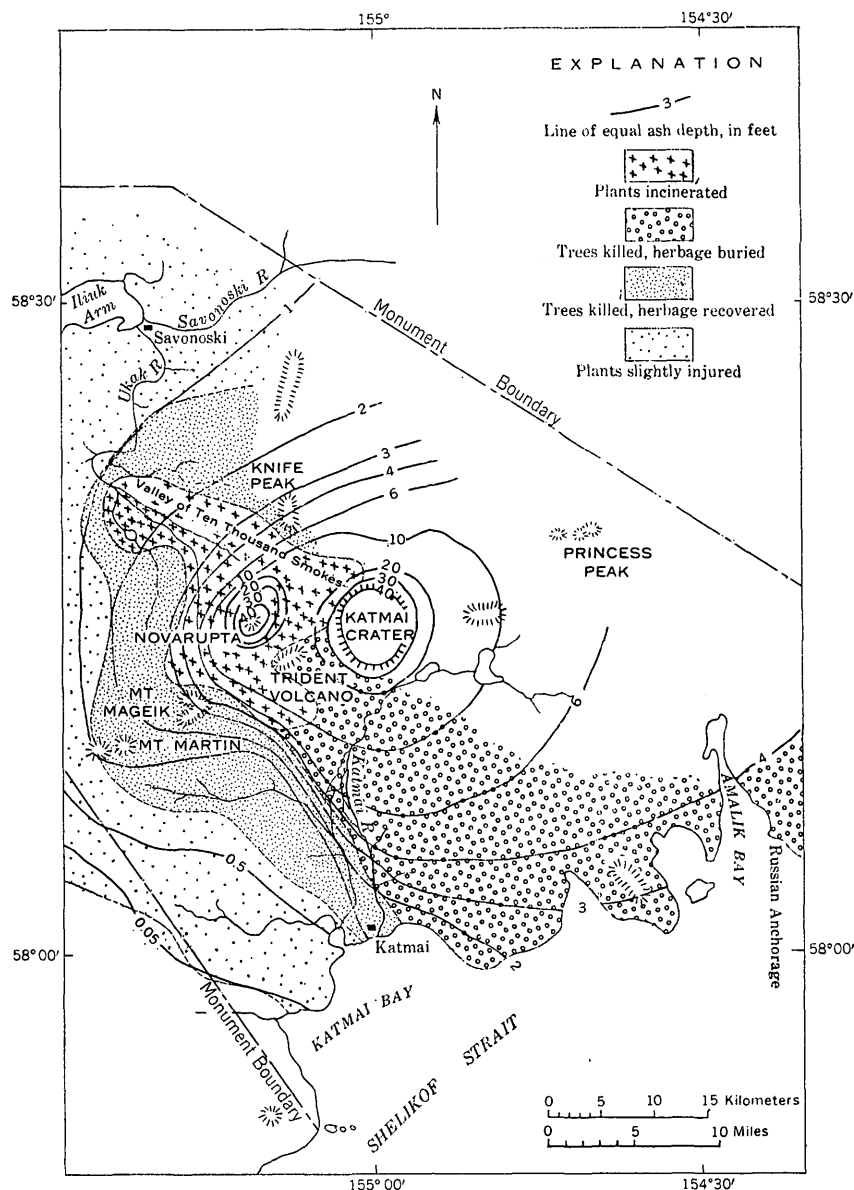 155°
154°30'
EXPLANATION
3
Line of equal ash depth, in feet
Plants incinerated
Trees killed, herbage buried
Trees killed, herbage recovered
Plants slightly injured
N
58°30'
58°30'
Iliuk
Arm
Savonoski R
Savonoski
Ukak R
1
Monument
Boundary
2
3
4
6
KNIFE
PEAK
Valley of Ten Thousand Smokes
10
20
30
40
KATMAI
CRATER
PRINCESS
PEAK
NOVARUPTA
TRIDENT
VOLCANO
MT
MAGEIK
MT. MARTIN
Katmai R
6
4
AMALIK BAY
Russian Anchorage
0.5
0.05
3
2
Katmai
58°00'
58°00'
KATMAI BAY
SHELIKOF STRAIT
Monument Boundary
0 5 10 15 Kilometers
0 5 10 Miles
155°00'
154°30'